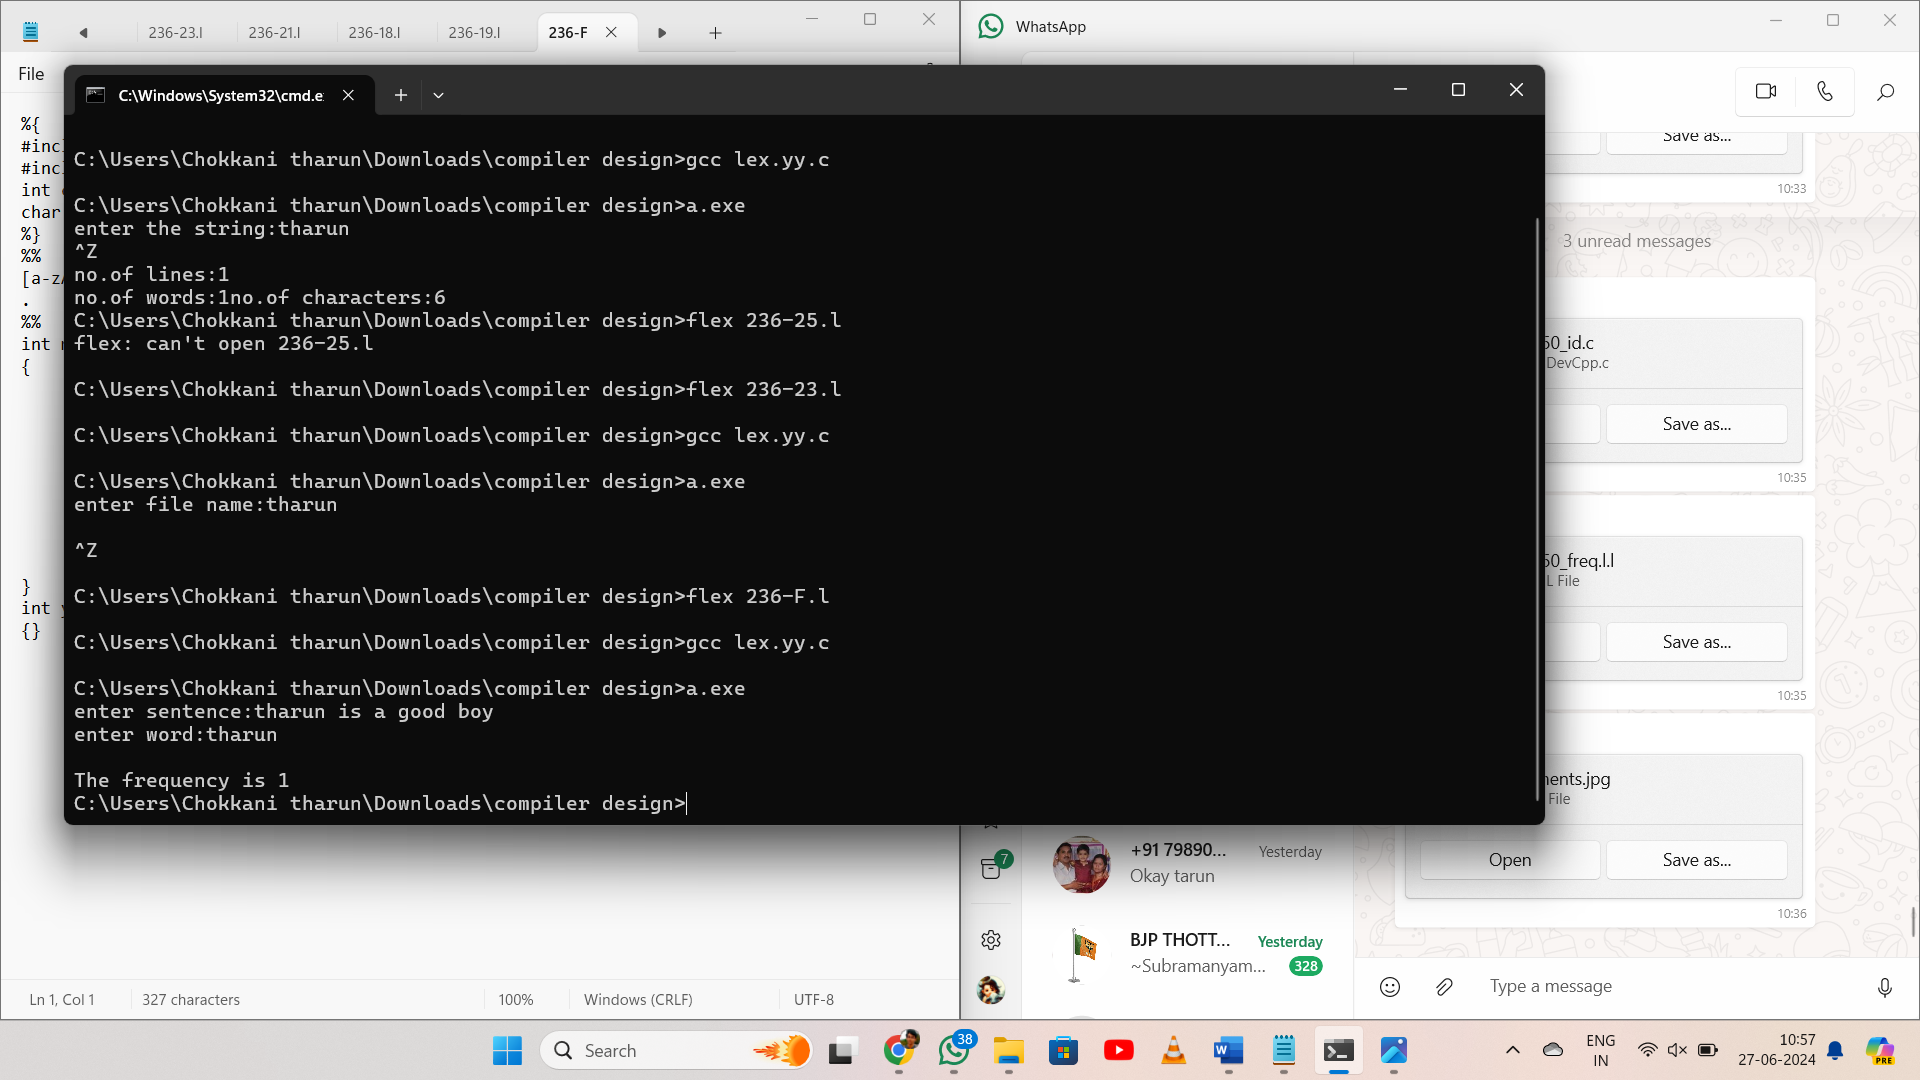 236-23.l
236-21.l
236-18.l
236-19.l
236-F
File
%{
#incl
#incl
int
char
%}
%%
[a-zA
.
%%
int
{
}
int y
{}
Ln 1, Col 1
327 characters
100%
Windows (CRLF)
UTF-8
C:\Windows\System32\cmd.e
C:\Users\Chokkani tharun\Downloads\compiler design>gcc lex.yy.c
C:\Users\Chokkani tharun\Downloads\compiler design>a.exe
enter the string:tharun
^Z
no.of lines:1
no.of words:1no.of characters:6
C:\Users\Chokkani tharun\Downloads\compiler design>flex 236-25.l
flex: can't open 236-25.l
C:\Users\Chokkani tharun\Downloads\compiler design>flex 236-23.l
C:\Users\Chokkani tharun\Downloads\compiler design>gcc lex.yy.c
C:\Users\Chokkani tharun\Downloads\compiler design>a.exe
enter file name:tharun
^Z
C:\Users\Chokkani tharun\Downloads\compiler design>flex 236-F.l
C:\Users\Chokkani tharun\Downloads\compiler design>gcc lex.yy.c
C:\Users\Chokkani tharun\Downloads\compiler design>a.exe
enter sentence:tharun is a good boy
enter word:tharun
The frequency is 1
C:\Users\Chokkani tharun\Downloads\compiler design>
WhatsApp
Save as...
10:33
3 unread messages
60_id.c
DevCpp.c
Save as...
10:35
60_freq.l.l
L File
Save as...
10:35
nents.jpg
File
Open
Save as...
10:36
7
+91 79890...
Yesterday
Okay tarun
BJP THOTT...
Yesterday
~Subramanyam...
328
Type a message
Search
38
ENG
IN
10:57
27-06-2024
PRE